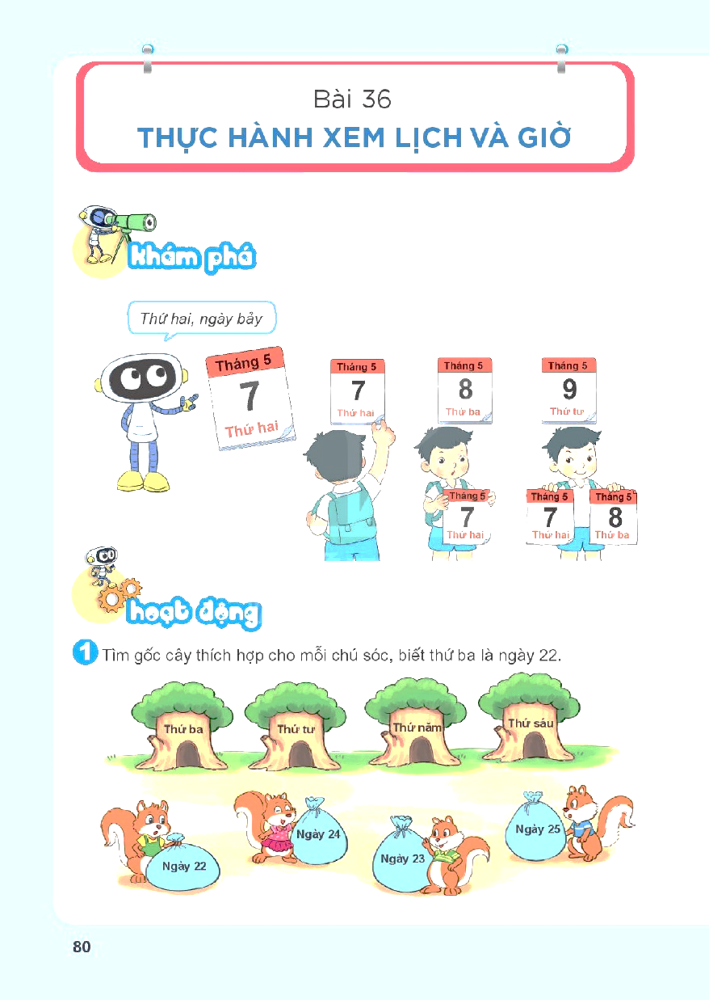 Bài 36
THỰC HÀNH XEM LỊCH VÀ GIỜ
khám phá
Thứ hai, ngày bảy
Tháng 5
7
Thứ hai
Tháng 5
7
Thứ hai
Tháng 5
8
Thứ ba
Tháng 5
9
Thứ tư
Tháng 5
7
Thứ hai
Tháng 5
7
Thứ hai
Tháng 5
8
Thứ ba
hoạt động
1 Tìm gốc cây thích hợp cho mỗi chú sóc, biết thứ ba là ngày 22.
Thứ ba
Thứ tư
Thứ năm
Thứ sáu
Ngày 22
Ngày 24
Ngày 23
Ngày 25
80